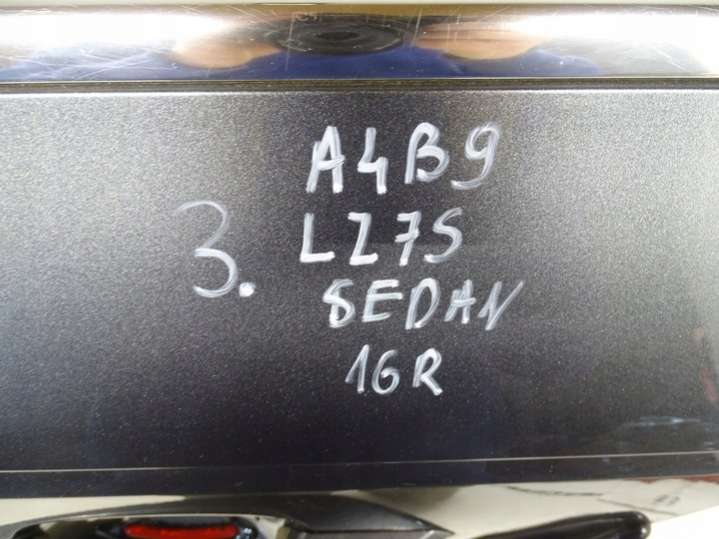 A4B9
3. LZ7S
SEDAN
16R